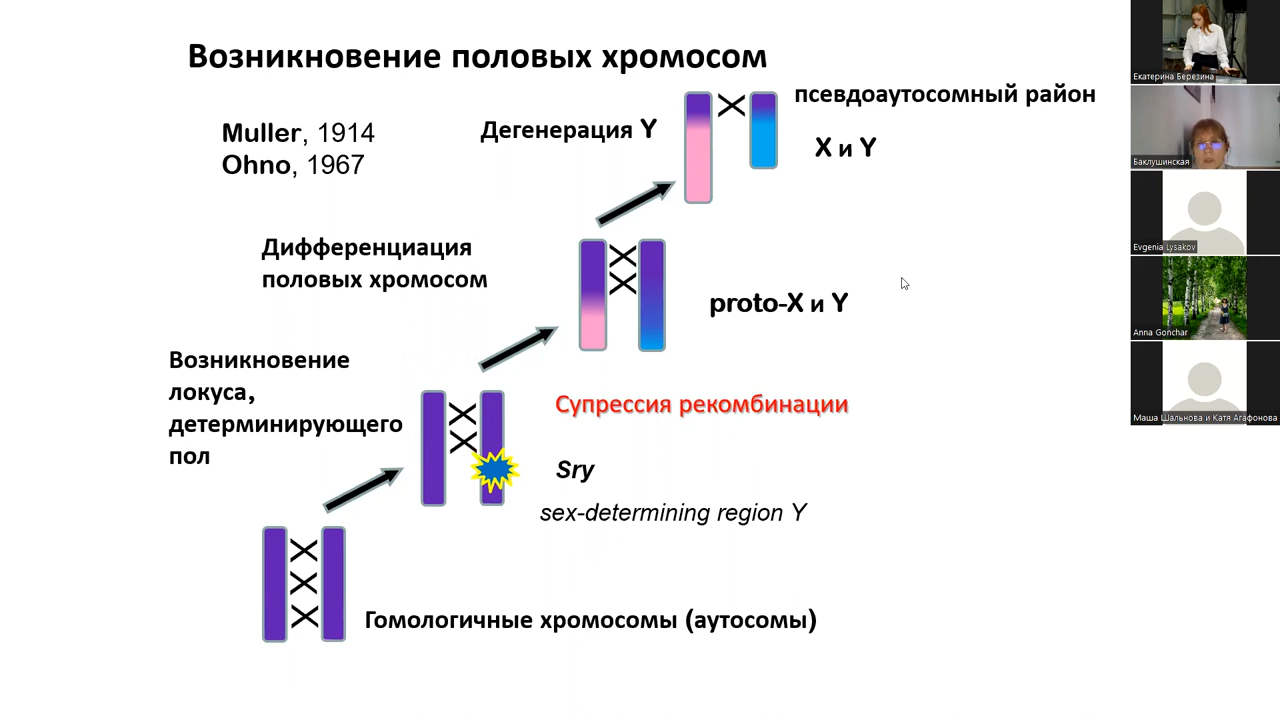 Возникновение половых хромосом
Muller, 1914
Ohno, 1967
Дегенерация Y
псевдоаутосомный район
X и Y
Дифференциация
половых хромосом
proto-X и Y
Возникновение
локуса,
детерминирующего
пол
Супрессия рекомбинации
Sry
sex-determining region Y
Гомологичные хромосомы (аутосомы)
Екатерина Березина
Баклушинская
Evgenia Lysakov
Anna Gonchar
Маша Шальнова и Катя Агафонова